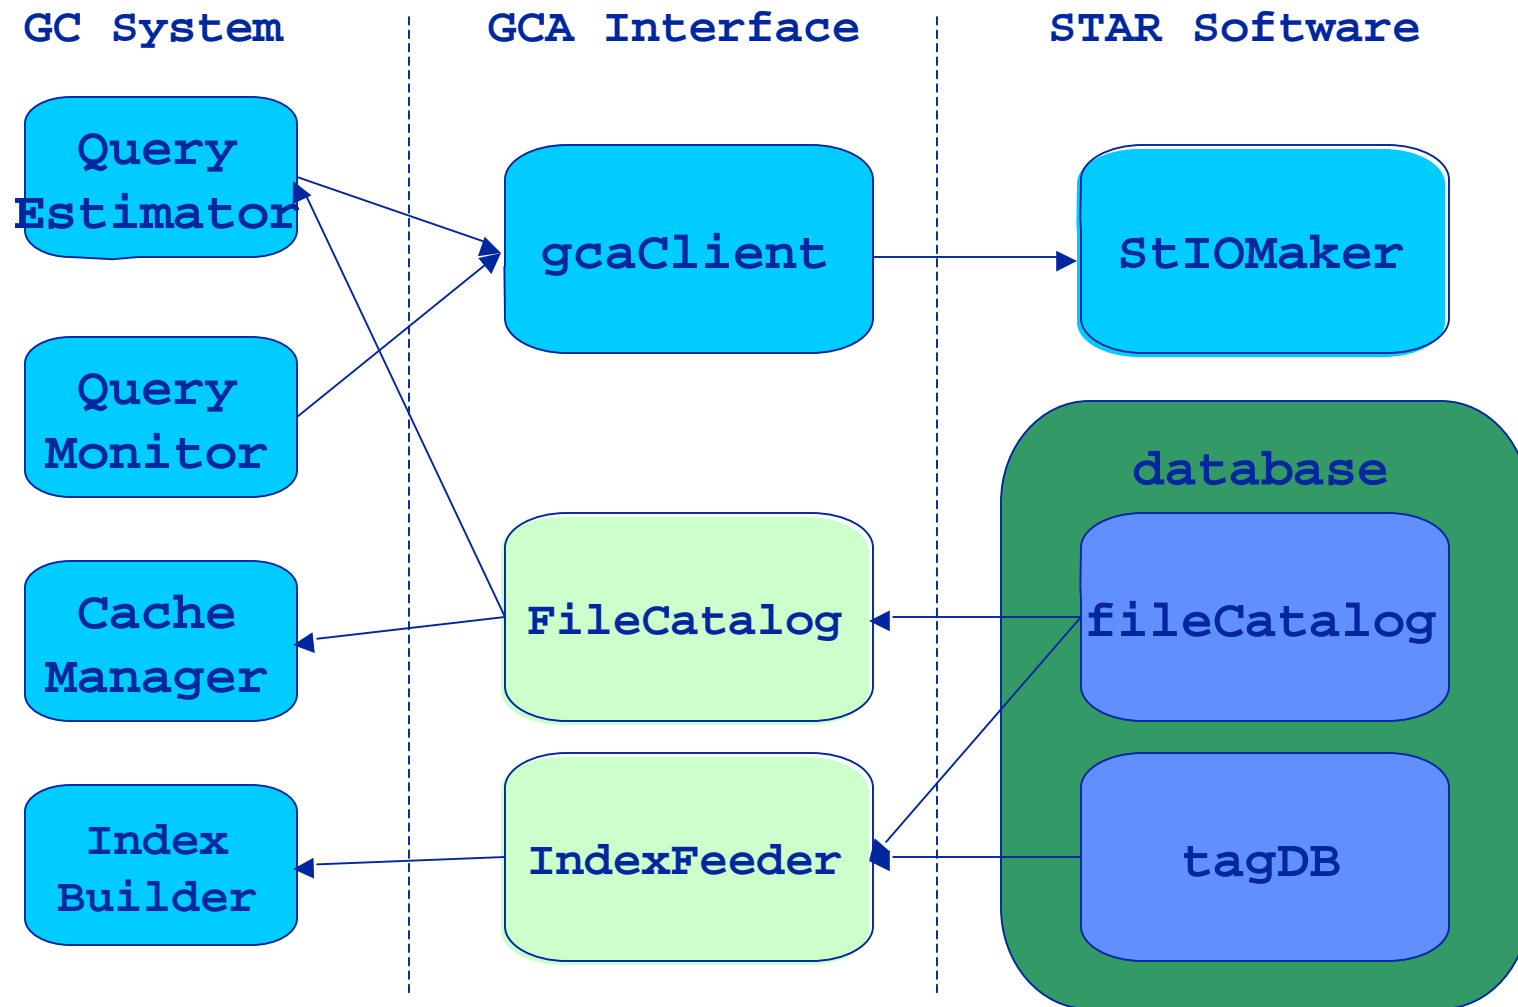 GC System
GCA Interface
STAR Software
Query
Estimator
gcaClient
StIOMaker
Query
Monitor
database
Cache
Manager
FileCatalog
fileCatalog
Index
Builder
IndexFeeder
tagDB